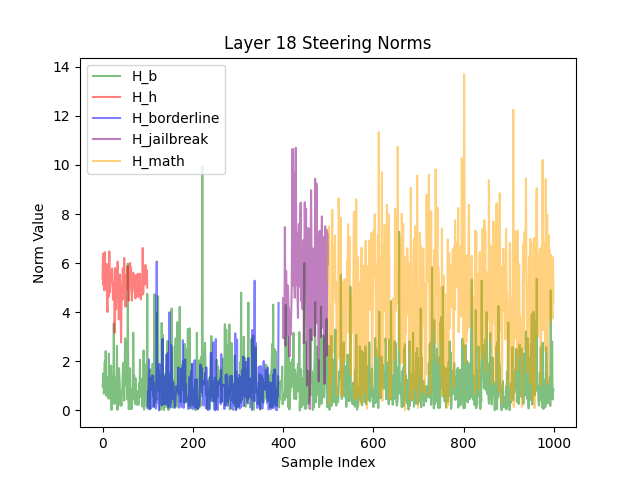 Layer 18 Steering Norms
14
12
10
8
6
4
2
0
Norm Value
H_b
H_h
H_borderline
H_jailbreak
H_math
0 200 400 600 800 1000
Sample Index